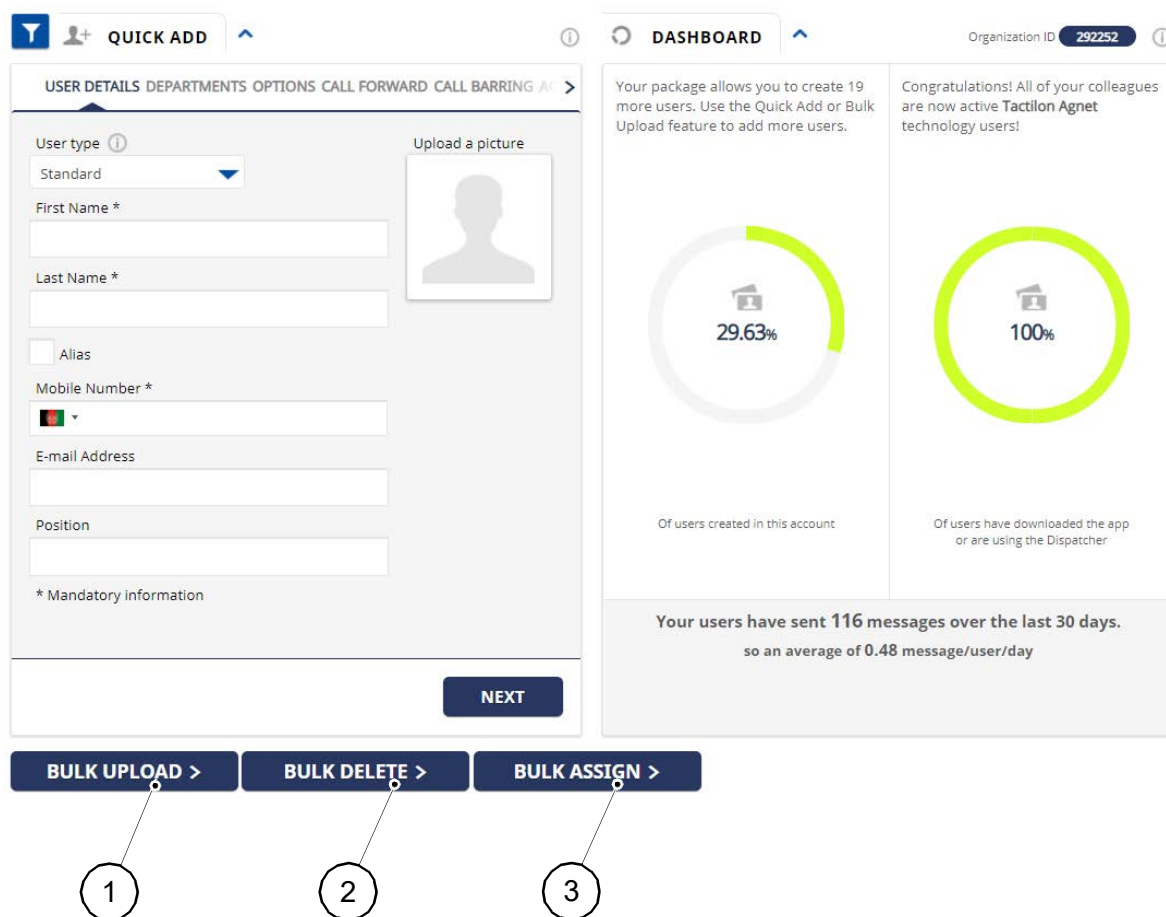 QUICK ADD
USER DETAILS DEPARTMENTS OPTIONS CALL FORWARD CALL BARRING
User type
Upload a picture
Standard
First Name *
Last Name *
Alias
Mobile Number *
E-mail Address
Position
* Mandatory information
NEXT
DASHBOARD
Organization ID 292252
Your package allows you to create 19
more users. Use the Quick Add or Bulk
Upload feature to add more users.
29.63%
Of users created in this account
Congratulations! All of your colleagues
are now active Tactilon Agnet
technology users!
100%
Of users have downloaded the app
or are using the Dispatcher
Your users have sent 116 messages over the last 30 days.
so an average of 0.48 message/user/day
BULK UPLOAD >
BULK DELETE >
BULK ASSIGN >
1
2
3